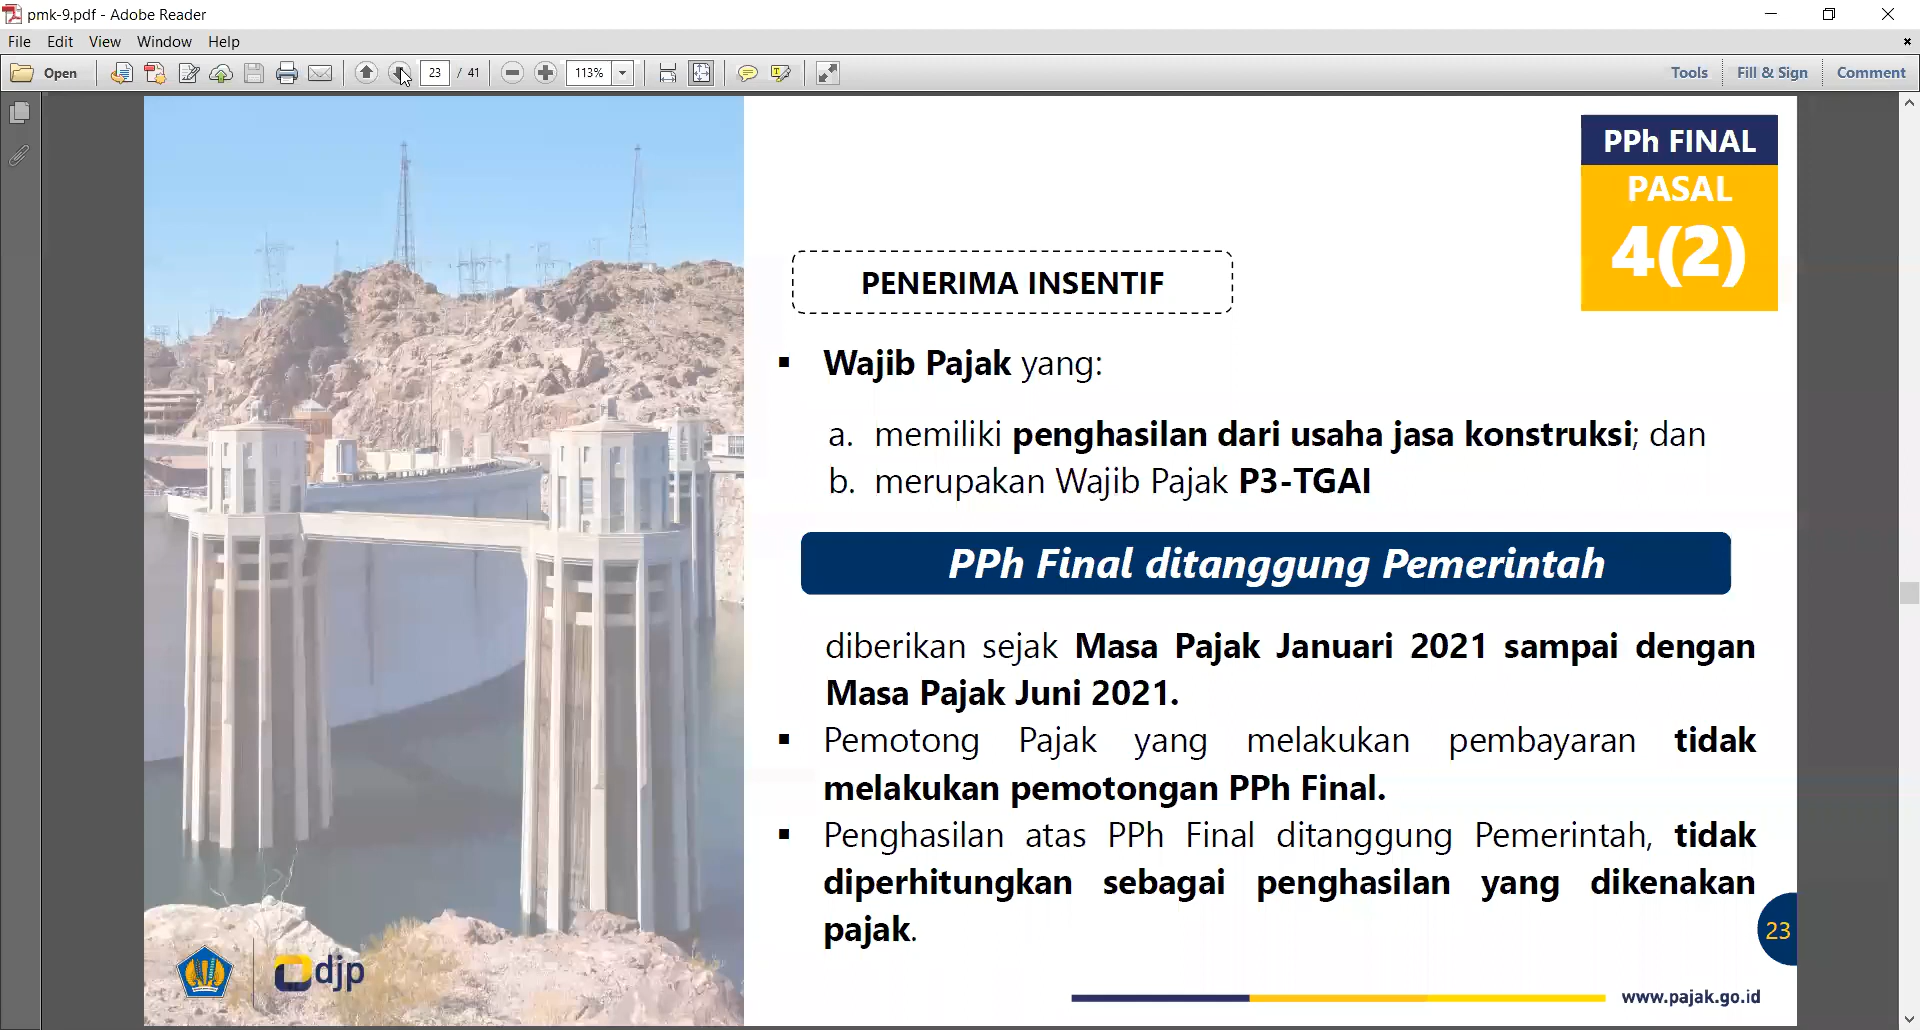 pmk-9.pdf - Adobe Reader
File Edit View Window Help
Open 23 / 41 113% Tools Fill & Sign Comment
PPh FINAL
PASAL
4(2)
PENERIMA INSENTIF
▪ Wajib Pajak yang:
a. memiliki penghasilan dari usaha jasa konstruksi; dan
b. merupakan Wajib Pajak P3-TGAI
PPh Final ditanggung Pemerintah
diberikan sejak Masa Pajak Januari 2021 sampai dengan
Masa Pajak Juni 2021.
▪ Pemotong Pajak yang melakukan pembayaran tidak
melakukan pemotongan PPh Final.
▪ Penghasilan atas PPh Final ditanggung Pemerintah, tidak
diperhitungkan sebagai penghasilan yang dikenakan
pajak.
23
djp
www.pajak.go.id